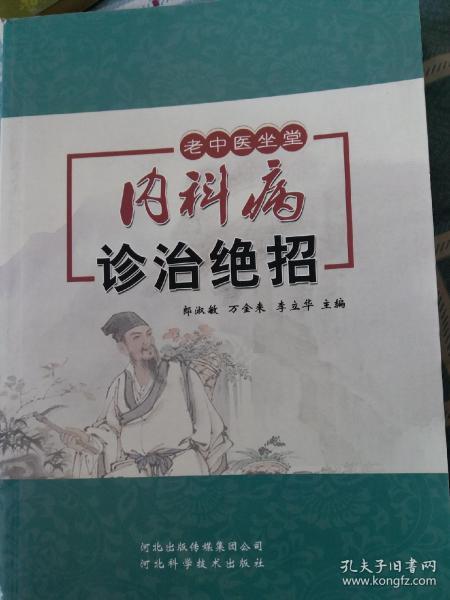 老中医坐堂
内科病
诊治绝招
郎淑敏 万金来 李立华 主编
河北出版传媒集团公司
河北科学技术出版社
孔夫子旧书网
www.kongfz.com